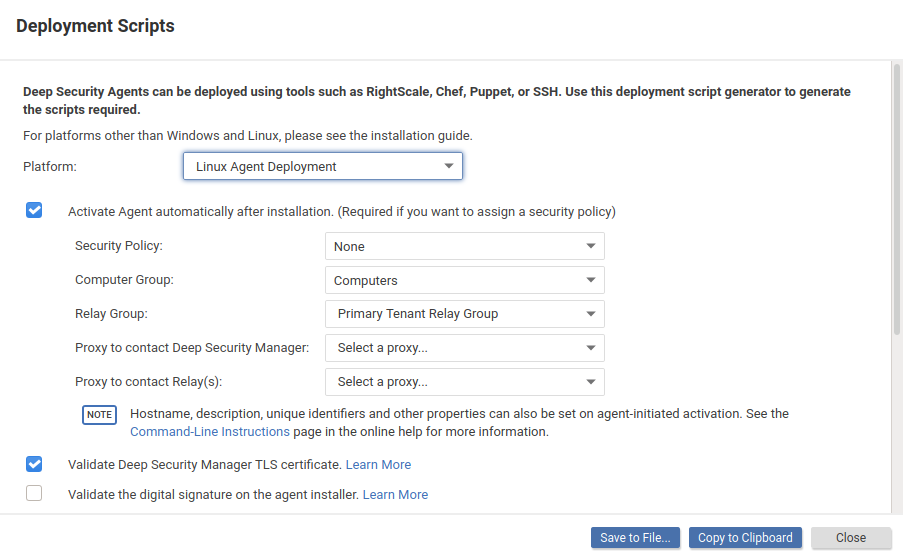 Deployment Scripts
Deep Security Agents can be deployed using tools such as RightScale, Chef, Puppet, or SSH. Use this deployment script generator to generate
the scripts required.
For platforms other than Windows and Linux, please see the installation guide.
Platform: Linux Agent Deployment
Activate Agent automatically after installation. (Required if you want to assign a security policy)
Security Policy: None
Computer Group: Computers
Relay Group: Primary Tenant Relay Group
Proxy to contact Deep Security Manager: Select a proxy...
Proxy to contact Relay(s): Select a proxy...
NOTE Hostname, description, unique identifiers and other properties can also be set on agent-initiated activation. See the
Command-Line Instructions page in the online help for more information.
Validate Deep Security Manager TLS certificate. Learn More
Validate the digital signature on the agent installer. Learn More
Save to File... Copy to Clipboard Close